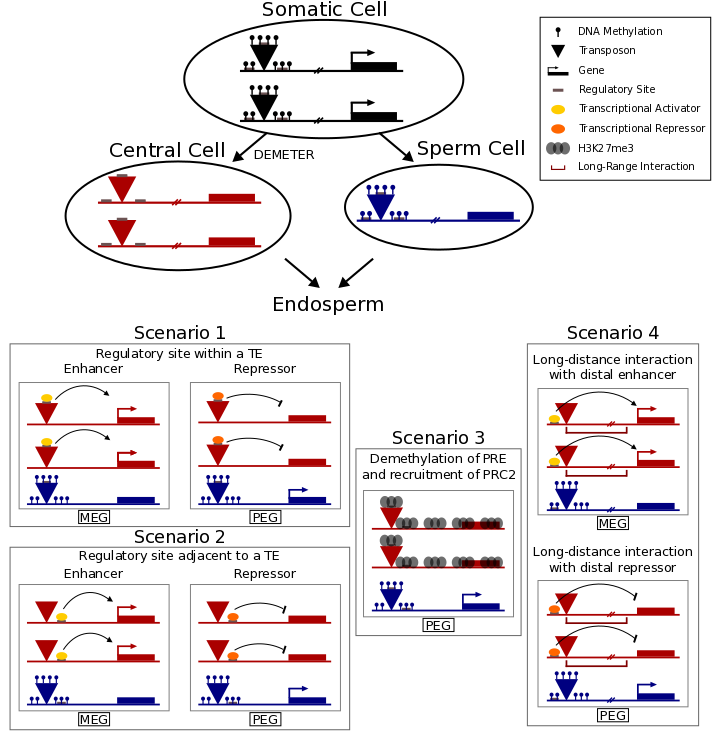 Somatic Cell
DNA Methylation
Transposon
Gene
Regulatory Site
Transcriptional Activator
Transcriptional Repressor
H3K27me3
Long-Range Interaction
Central Cell
DEMETER
Sperm Cell
Endosperm
Scenario 1
Regulatory site within a TE
Enhancer
Repressor
MEG
PEG
Scenario 2
Regulatory site adjacent to a TE
Enhancer
Repressor
MEG
PEG
Scenario 3
Demethylation of PRE
and recruitment of PRC2
PEG
Scenario 4
Long-distance interaction
with distal enhancer
MEG
Long-distance interaction
with distal repressor
PEG